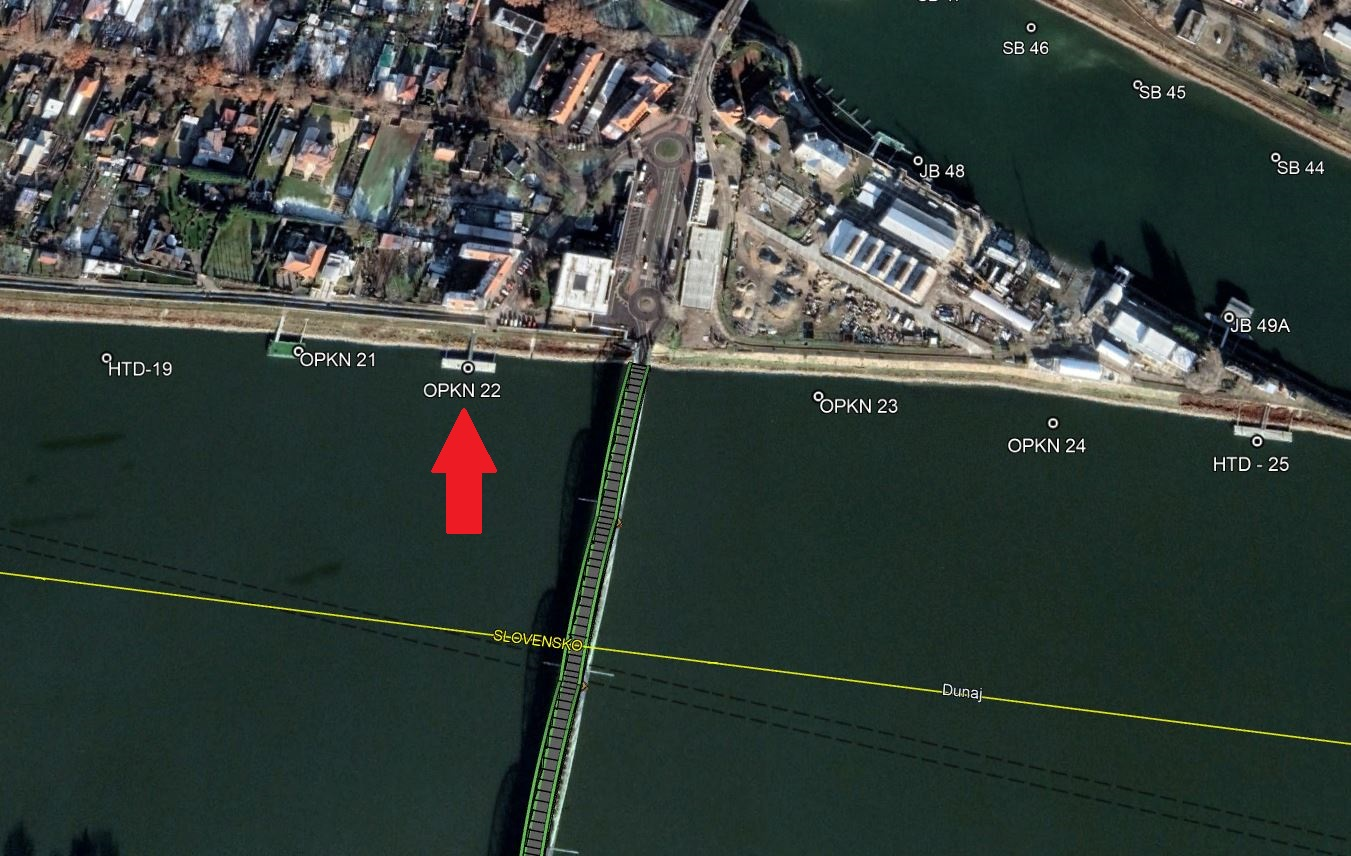 SB 46
SB 45
SB 44
JB 48
JB 49A
HTD-19
OPKN 21
OPKN 22
OPKN 23
OPKN 24
HTD - 25
SLOVENSKO
Dunaj